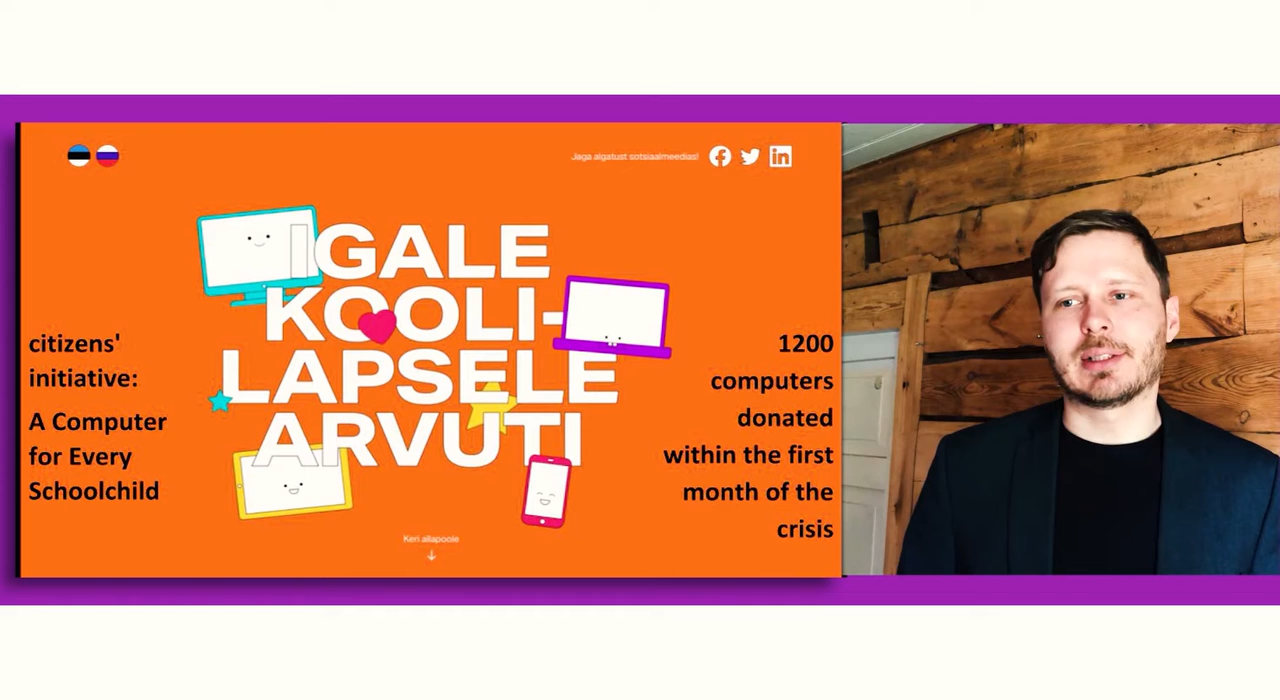 Jaga algatust sotsiaalmeedias!
IGALE
KOOLI-
LAPSELE
ARVUTI
Keri allapoole
citizens'
initiative:
A Computer
for Every
Schoolchild
1200
computers
donated
within the first
month of the
crisis